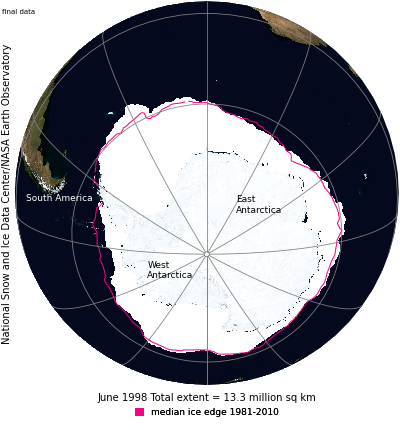 final data
National Snow and Ice Data Center/NASA Earth Observatory
South America
East
Antarctica
West
Antarctica
June 1998 Total extent = 13.3 million sq km
median ice edge 1981-2010